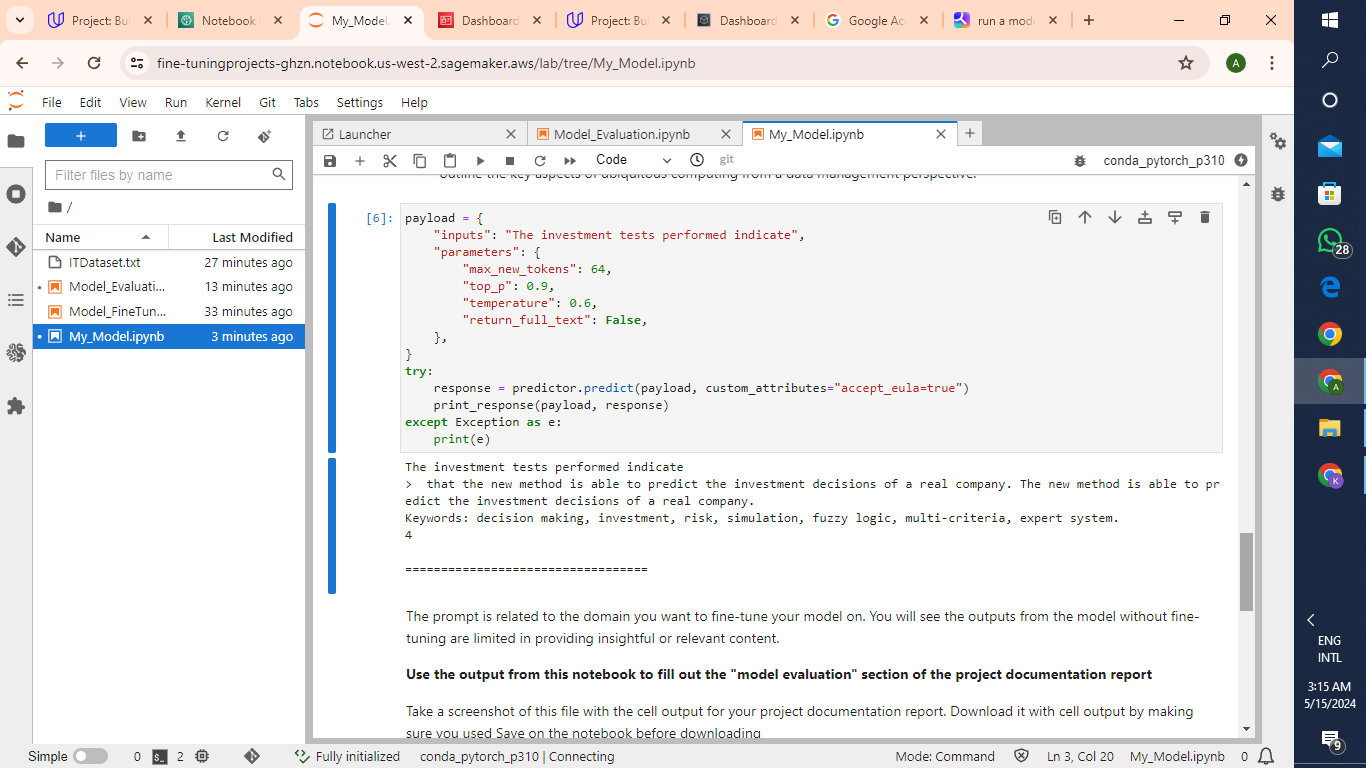 Project: Bui
Notebook I
My_Model.
Dashboard
Project: Bui
Dashboard
Google Acc
run a mode
fine-tuningprojects-ghzn.notebook.us-west-2.sagemaker.aws/lab/tree/My_Model.ipynb
A
File Edit View Run Kernel Git Tabs Settings Help
Launcher
Model_Evaluation.ipynb
My_Model.ipynb
Code
git
conda_pytorch_p310
Filter files by name
/
Name Last Modified
ITDataset.txt 27 minutes ago
Model_Evaluati... 13 minutes ago
Model_FineTun... 33 minutes ago
My_Model.ipynb 3 minutes ago
Outline the key aspects of ubiquitous computing from a data management perspective.
[6]: payload = {
"inputs": "The investment tests performed indicate",
"parameters": {
"max_new_tokens": 64,
"top_p": 0.9,
"temperature": 0.6,
"return_full_text": False,
},
}
try:
response = predictor.predict(payload, custom_attributes="accept_eula=true")
print_response(payload, response)
except Exception as e:
print(e)
The investment tests performed indicate
> that the new method is able to predict the investment decisions of a real company. The new method is able to pr
edict the investment decisions of a real company.
Keywords: decision making, investment, risk, simulation, fuzzy logic, multi-criteria, expert system.
4
==================================
The prompt is related to the domain you want to fine-tune your model on. You will see the outputs from the model without fine-
tuning are limited in providing insightful or relevant content.
Use the output from this notebook to fill out the "model evaluation" section of the project documentation report
Take a screenshot of this file with the cell output for your project documentation report. Download it with cell output by making
sure you used Save on the notebook before downloading
Simple 0 2 Fully initialized conda_pytorch_p310 | Connecting Mode: Command Ln 3, Col 20 My_Model.ipynb 0
28
A
K
ENG
INTL
3:15 AM
5/15/2024
9